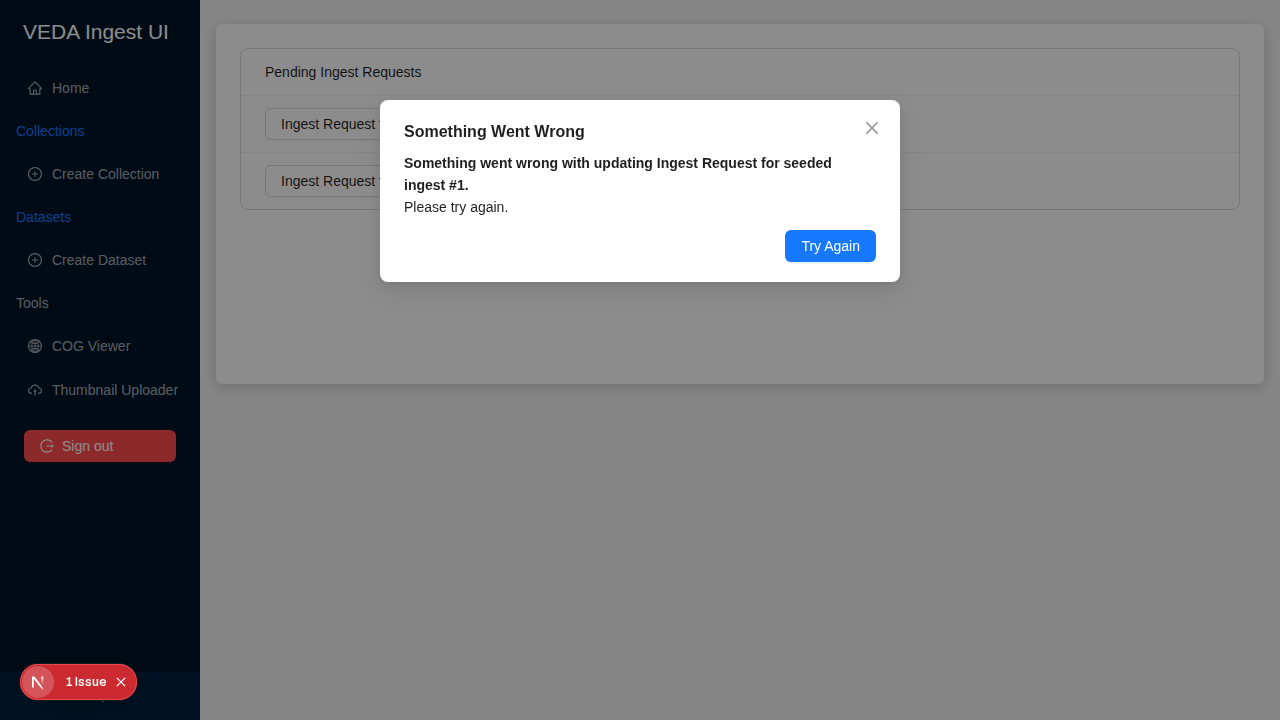 VEDA Ingest UI
Home
Collections
Create Collection
Datasets
Create Dataset
Tools
COG Viewer
Thumbnail Uploader
Sign out
1 Issue
Pending Ingest Requests
Ingest Request
Ingest Request
Something Went Wrong
Something went wrong with updating Ingest Request for seeded
ingest #1.
Please try again.
Try Again